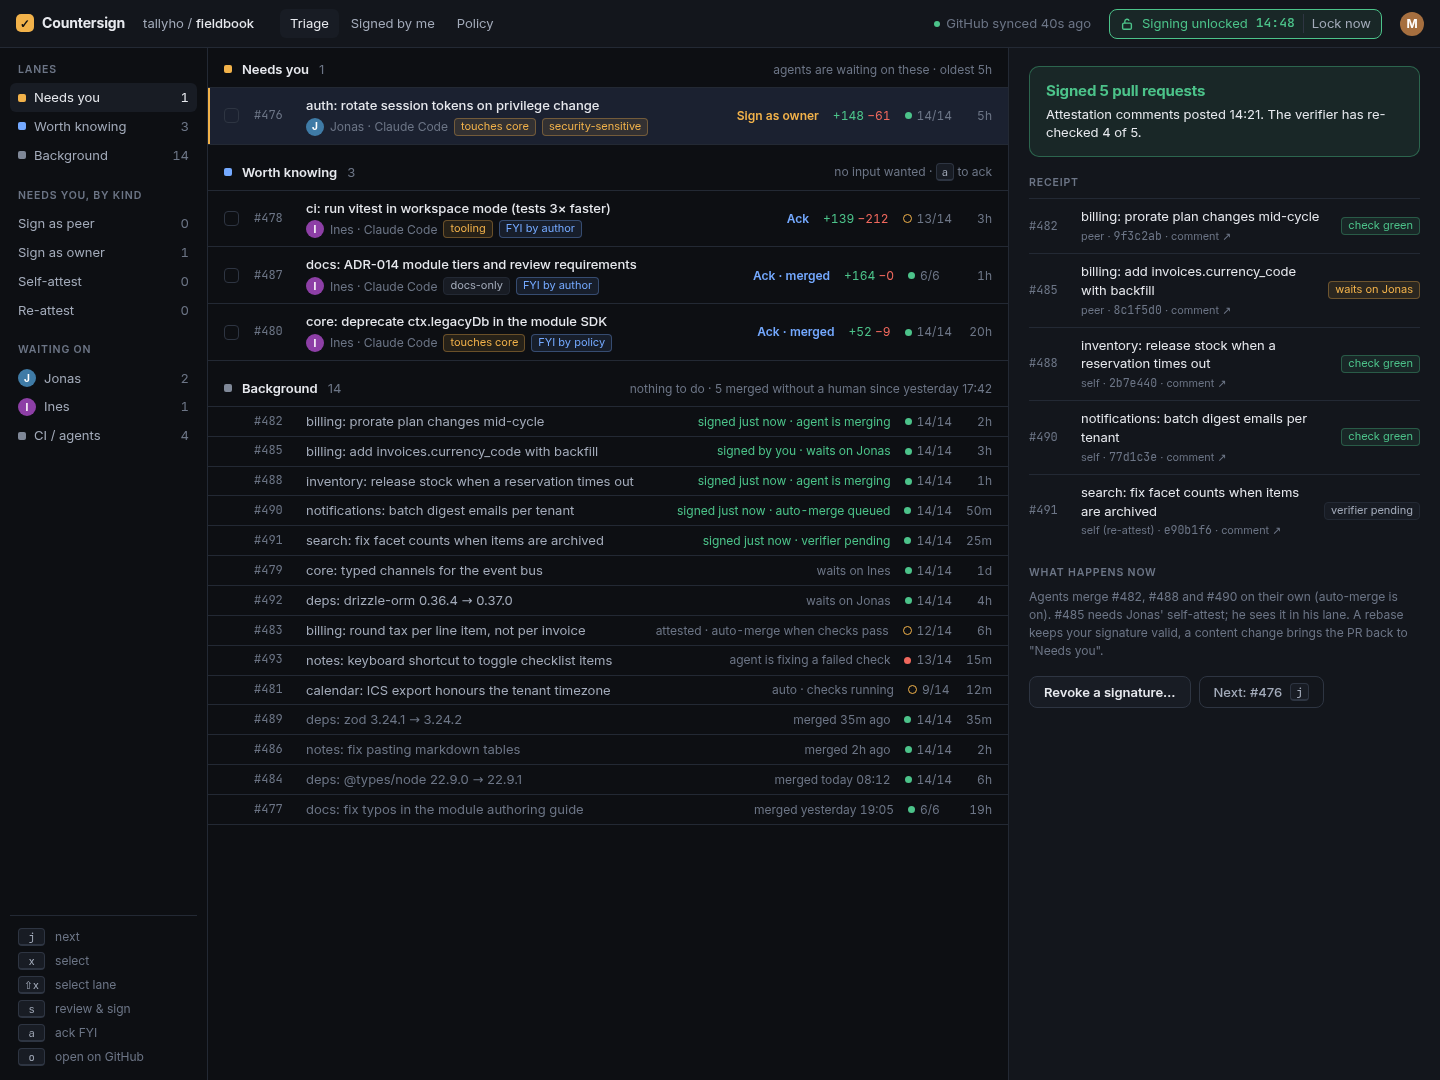 ✓ Countersign tallyho / fieldbook Triage Signed by me Policy GitHub synced 40s ago Signing unlocked 14:48 Lock now M
LANES
Needs you 1
Worth knowing 3
Background 14
NEEDS YOU, BY KIND
Sign as peer 0
Sign as owner 1
Self-attest 0
Re-attest 0
WAITING ON
J Jonas 2
I Ines 1
CI / agents 4
j next
x select
⇧x select lane
s review & sign
a ack FYI
o open on GitHub
Needs you 1 agents are waiting on these · oldest 5h
#476 auth: rotate session tokens on privilege change Sign as owner +148 −61 14/14 5h
J Jonas · Claude Code touches core security-sensitive
Worth knowing 3 no input wanted · a to ack
#478 ci: run vitest in workspace mode (tests 3× faster) Ack +139 −212 13/14 3h
I Ines · Claude Code tooling FYI by author
#487 docs: ADR-014 module tiers and review requirements Ack · merged +164 −0 6/6 1h
I Ines · Claude Code docs-only FYI by author
#480 core: deprecate ctx.legacyDb in the module SDK Ack · merged +52 −9 14/14 20h
I Ines · Claude Code touches core FYI by policy
Background 14 nothing to do · 5 merged without a human since yesterday 17:42
#482 billing: prorate plan changes mid-cycle signed just now · agent is merging 14/14 2h
#485 billing: add invoices.currency_code with backfill signed by you · waits on Jonas 14/14 3h
#488 inventory: release stock when a reservation times out signed just now · agent is merging 14/14 1h
#490 notifications: batch digest emails per tenant signed just now · auto-merge queued 14/14 50m
#491 search: fix facet counts when items are archived signed just now · verifier pending 14/14 25m
#479 core: typed channels for the event bus waits on Ines 14/14 1d
#492 deps: drizzle-orm 0.36.4 → 0.37.0 waits on Jonas 14/14 4h
#483 billing: round tax per line item, not per invoice attested · auto-merge when checks pass 12/14 6h
#493 notes: keyboard shortcut to toggle checklist items agent is fixing a failed check 13/14 15m
#481 calendar: ICS export honours the tenant timezone auto · checks running 9/14 12m
#489 deps: zod 3.24.1 → 3.24.2 merged 35m ago 14/14 35m
#486 notes: fix pasting markdown tables merged 2h ago 14/14 2h
#484 deps: @types/node 22.9.0 → 22.9.1 merged today 08:12 14/14 6h
#477 docs: fix typos in the module authoring guide merged yesterday 19:05 6/6 19h
Signed 5 pull requests
Attestation comments posted 14:21. The verifier has re-
checked 4 of 5.
RECEIPT
#482 billing: prorate plan changes mid-cycle check green
peer · 9f3c2ab · comment ↗
#485 billing: add invoices.currency_code
with backfill waits on Jonas
peer · 8c1f5d0 · comment ↗
#488 inventory: release stock when a
reservation times out check green
self · 2b7e440 · comment ↗
#490 notifications: batch digest emails per
tenant check green
self · 77d1c3e · comment ↗
#491 search: fix facet counts when items
are archived verifier pending
self (re-attest) · e90b1f6 · comment ↗
WHAT HAPPENS NOW
Agents merge #482, #488 and #490 on their own (auto-merge is
on). #485 needs Jonas' self-attest; he sees it in his lane. A rebase
keeps your signature valid, a content change brings the PR back to
"Needs you".
Revoke a signature… Next: #476 j